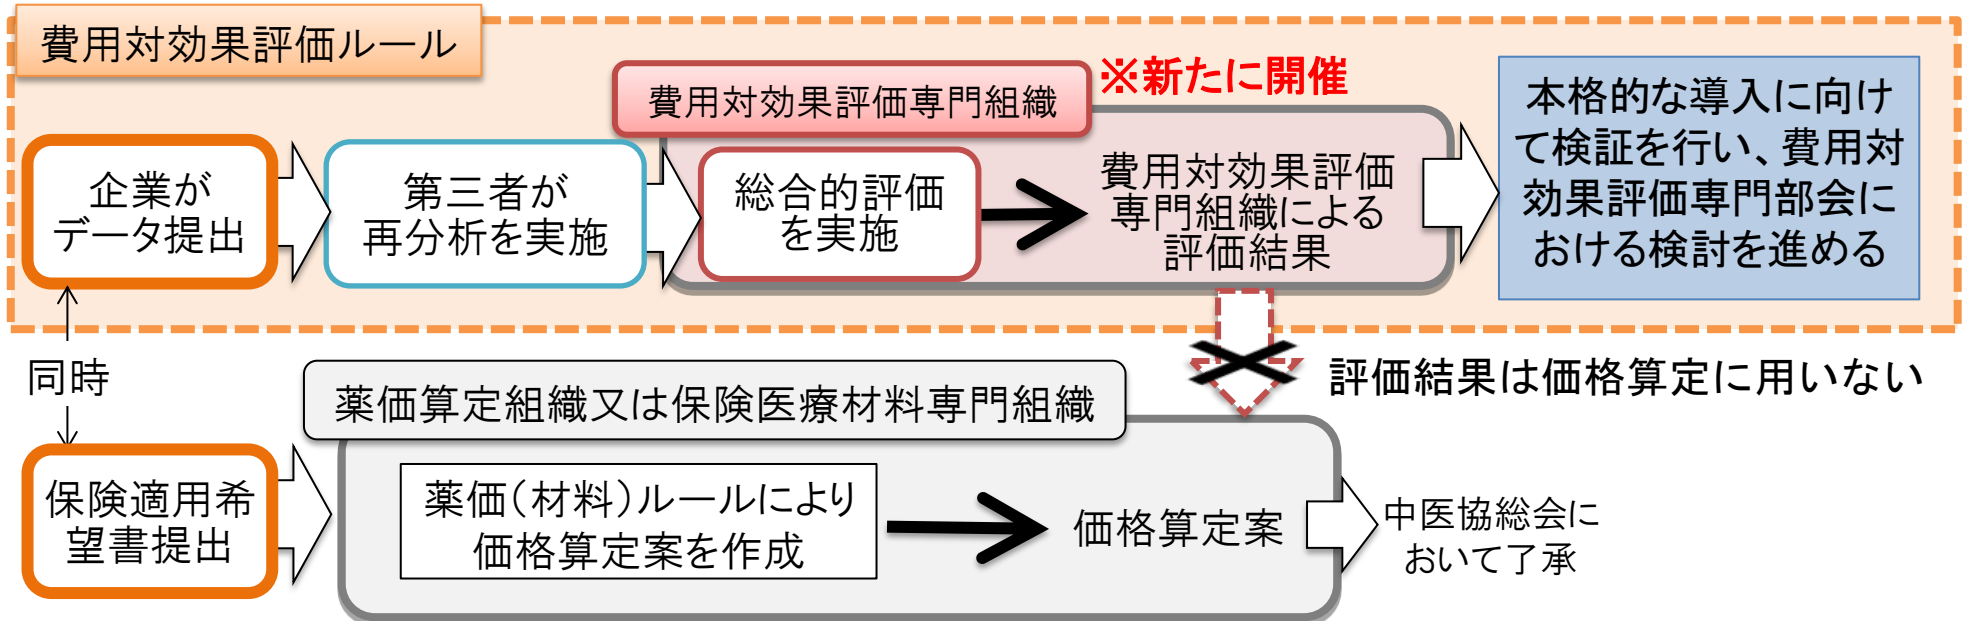 費用対効果評価ルール
費用対効果評価専門組織
※新たに開催
企業が
データ提出
第三者が
再分析を実施
総合的評価
を実施
費用対効果評価
専門組織による
評価結果
本格的な導入に向け
て検証を行い、費用対
効果評価専門部会に
おける検討を進める
同時
評価結果は価格算定に用いない
薬価算定組織又は保険医療材料専門組織
保険適用希
望書提出
薬価(材料)ルールにより
価格算定案を作成
価格算定案
中医協総会に
おいて了承